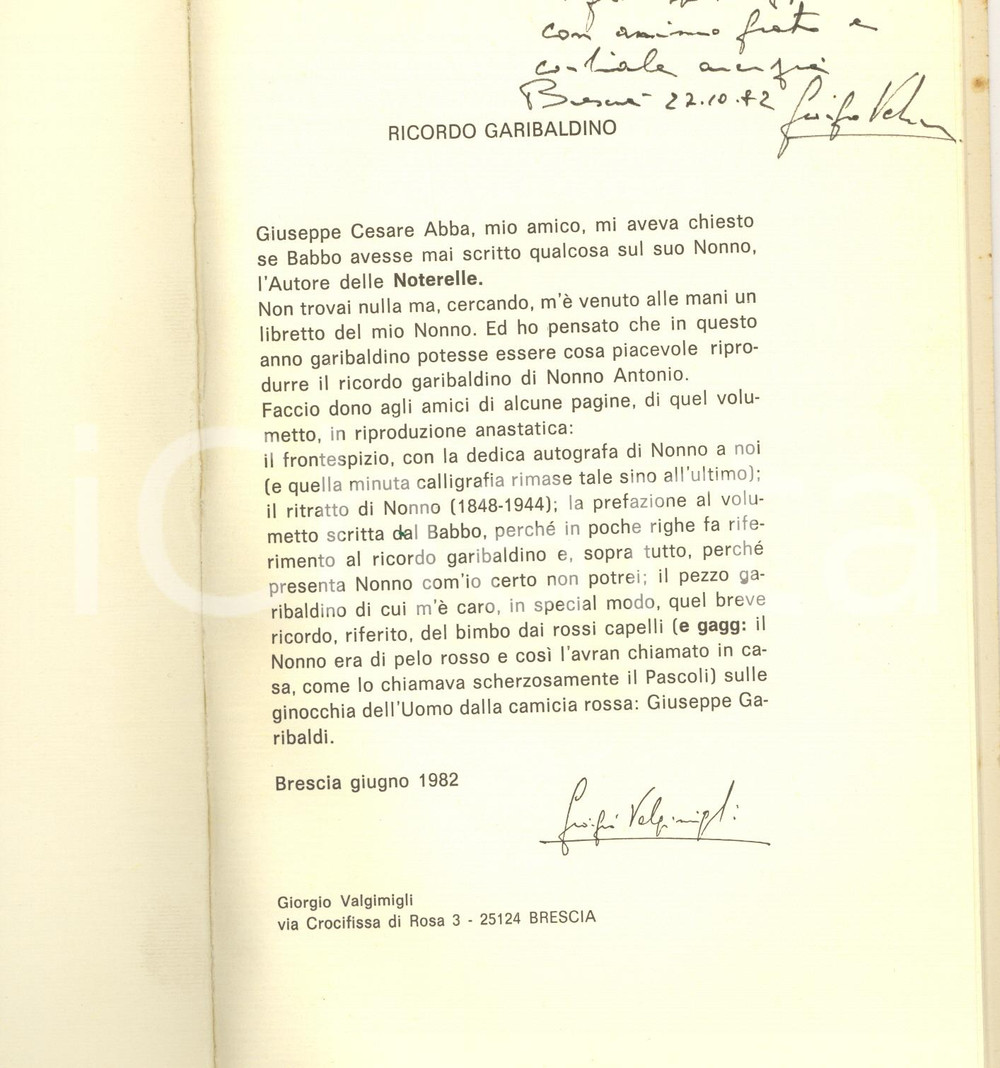 con animo grato e
cordiale
Brescia 22.10.82
RICORDO GARIBALDINO
Giuseppe Cesare Abba, mio amico, mi aveva chiesto
se Babbo avesse mai scritto qualcosa sul suo Nonno,
l'Autore delle Noterelle.
Non trovai nulla ma, cercando, m'è venuto alle mani un
libretto del mio Nonno. Ed ho pensato che in questo
anno garibaldino potesse essere cosa piacevole ripro-
durre il ricordo garibaldino di Nonno Antonio.
Faccio dono agli amici di alcune pagine, di quel volu-
metto, in riproduzione anastatica:
il frontespizio, con la dedica autografa di Nonno a noi
(e quella minuta calligrafia rimase tale sino all'ultimo);
il ritratto di Nonno (1848-1944); la prefazione al volu-
metto scritta dal Babbo, perché in poche righe fa rife-
rimento al ricordo garibaldino e, sopra tutto, perché
presenta Nonno com'io certo non potrei; il pezzo ga-
ribaldino di cui m'è caro, in special modo, quel breve
ricordo, riferito, del bimbo dai rossi capelli (e gagg: il
Nonno era di pelo rosso e così l'avran chiamato in ca-
sa, come lo chiamava scherzosamente il Pascoli) sulle
ginocchia dell'Uomo dalla camicia rossa: Giuseppe Ga-
ribaldi.
Brescia giugno 1982
Giorgio Valgimigli
Giorgio Valgimigli
via Crocifissa di Rosa 3 - 25124 BRESCIA